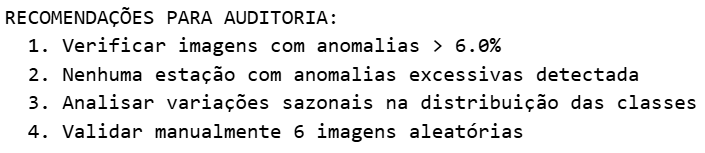 RECOMENDAÇÕES PARA AUDITORIA:
1. Verificar imagens com anomalias > 6.0%
2. Nenhuma estação com anomalias excessivas detectada
3. Analisar variações sazonais na distribuição das classes
4. Validar manualmente 6 imagens aleatórias